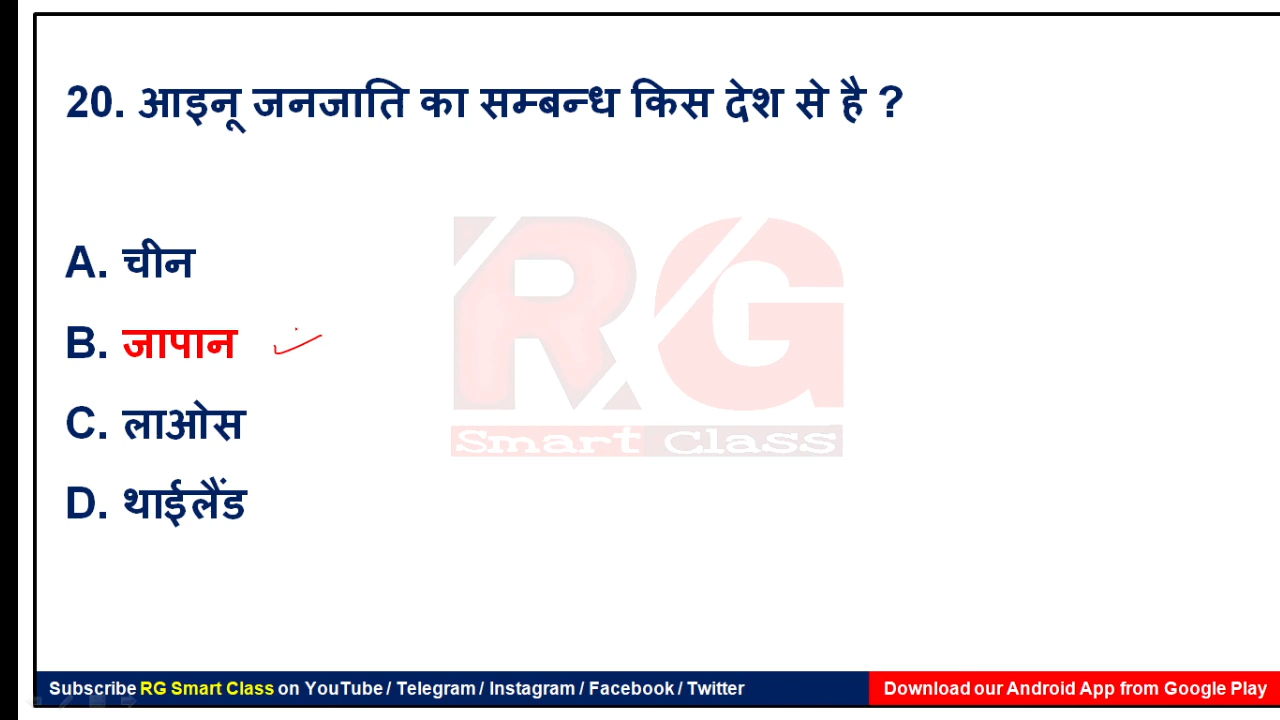 20. आइनू जनजाति का सम्बन्ध किस देश से है ?
A. चीन
B. जापान
C. लाओस
D. थाईलैंड
RG
Smart Class
Subscribe RG Smart Class on YouTube / Telegram / Instagram / Facebook / Twitter
Download our Android App from Google Play